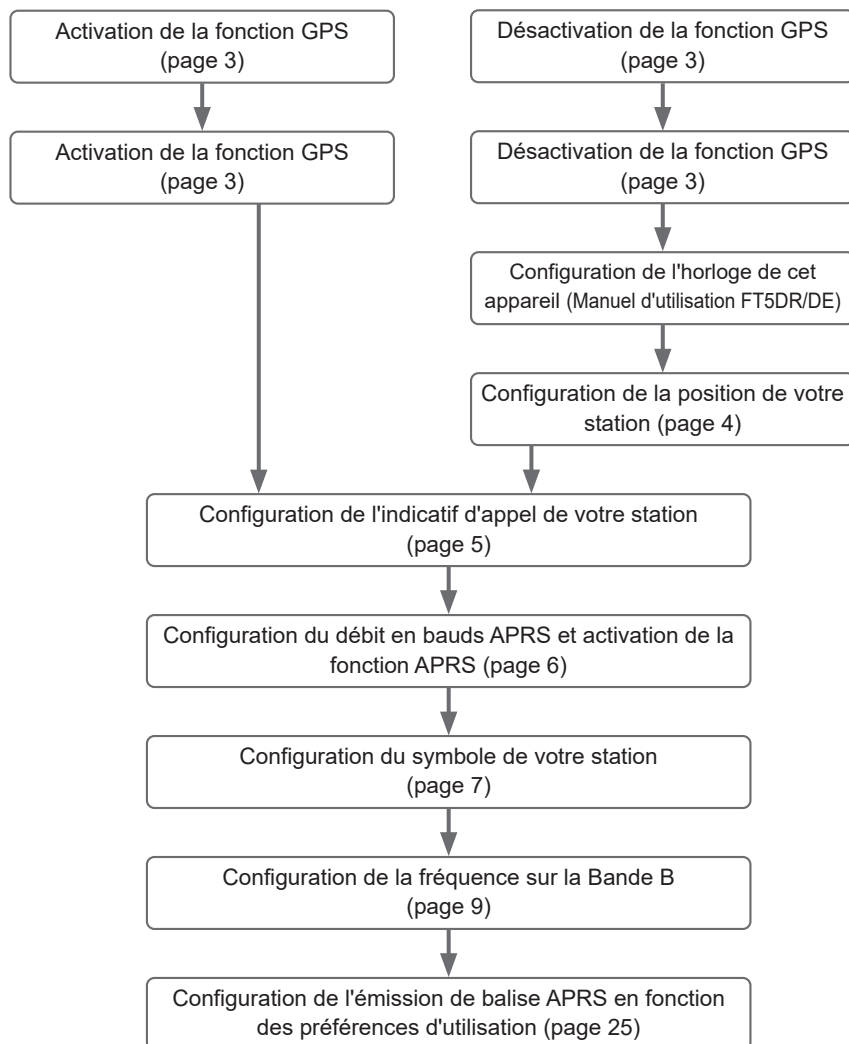 Activation de la fonction GPS
(page 3)
Désactivation de la fonction GPS
(page 3)
Activation de la fonction GPS
(page 3)
Désactivation de la fonction GPS
(page 3)
Configuration de l'horloge de cet
appareil (Manuel d'utilisation FT5DR/DE)
Configuration de la position de votre
station (page 4)
Configuration de l'indicatif d'appel de votre station
(page 5)
Configuration du débit en bauds APRS et activation de la
fonction APRS (page 6)
Configuration du symbole de votre station
(page 7)
Configuration de la fréquence sur la Bande B
(page 9)
Configuration de l'émission de balise APRS en fonction
des préférences d'utilisation (page 25)